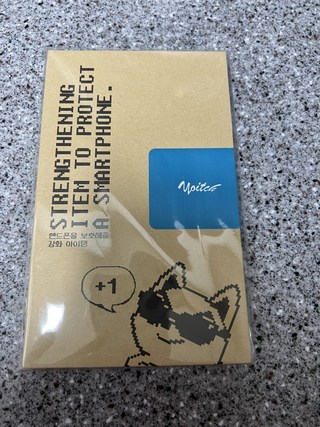 STRENGTHENING
ITEM TO PROTECT
A SMARTPHONE.
핸드폰을 보호해줄
강화 아이템
+1